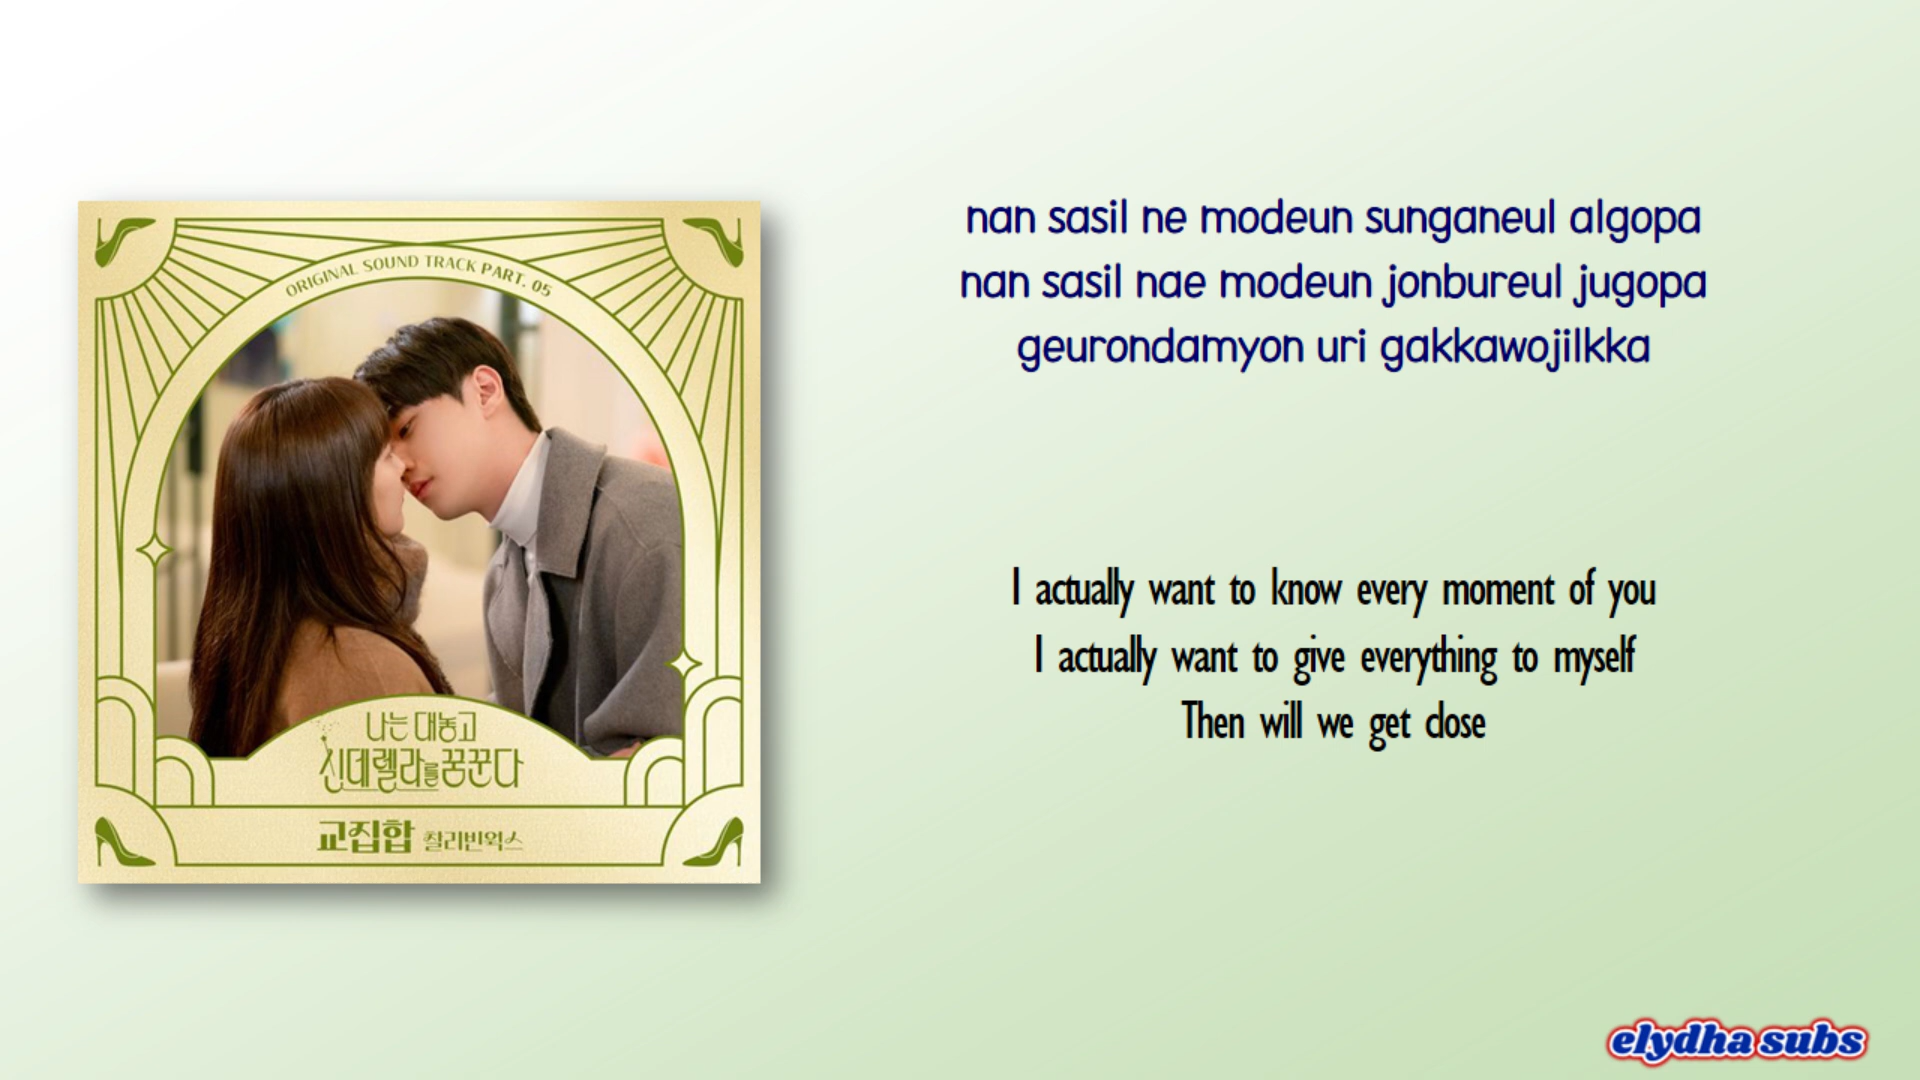 ORIGINAL SOUND TRACK PART. 05
나는 대놓고
신데렐라를 꿈꾼다
교집합 찰리빈웍스
nan sasil ne modeun sunganeul algopa
nan sasil nae modeun jonbureul jugopa
geurondamyon uri gakkawojilkka
I actually want to know every moment of you
I actually want to give everything to myself
Then will we get close
elydha subs